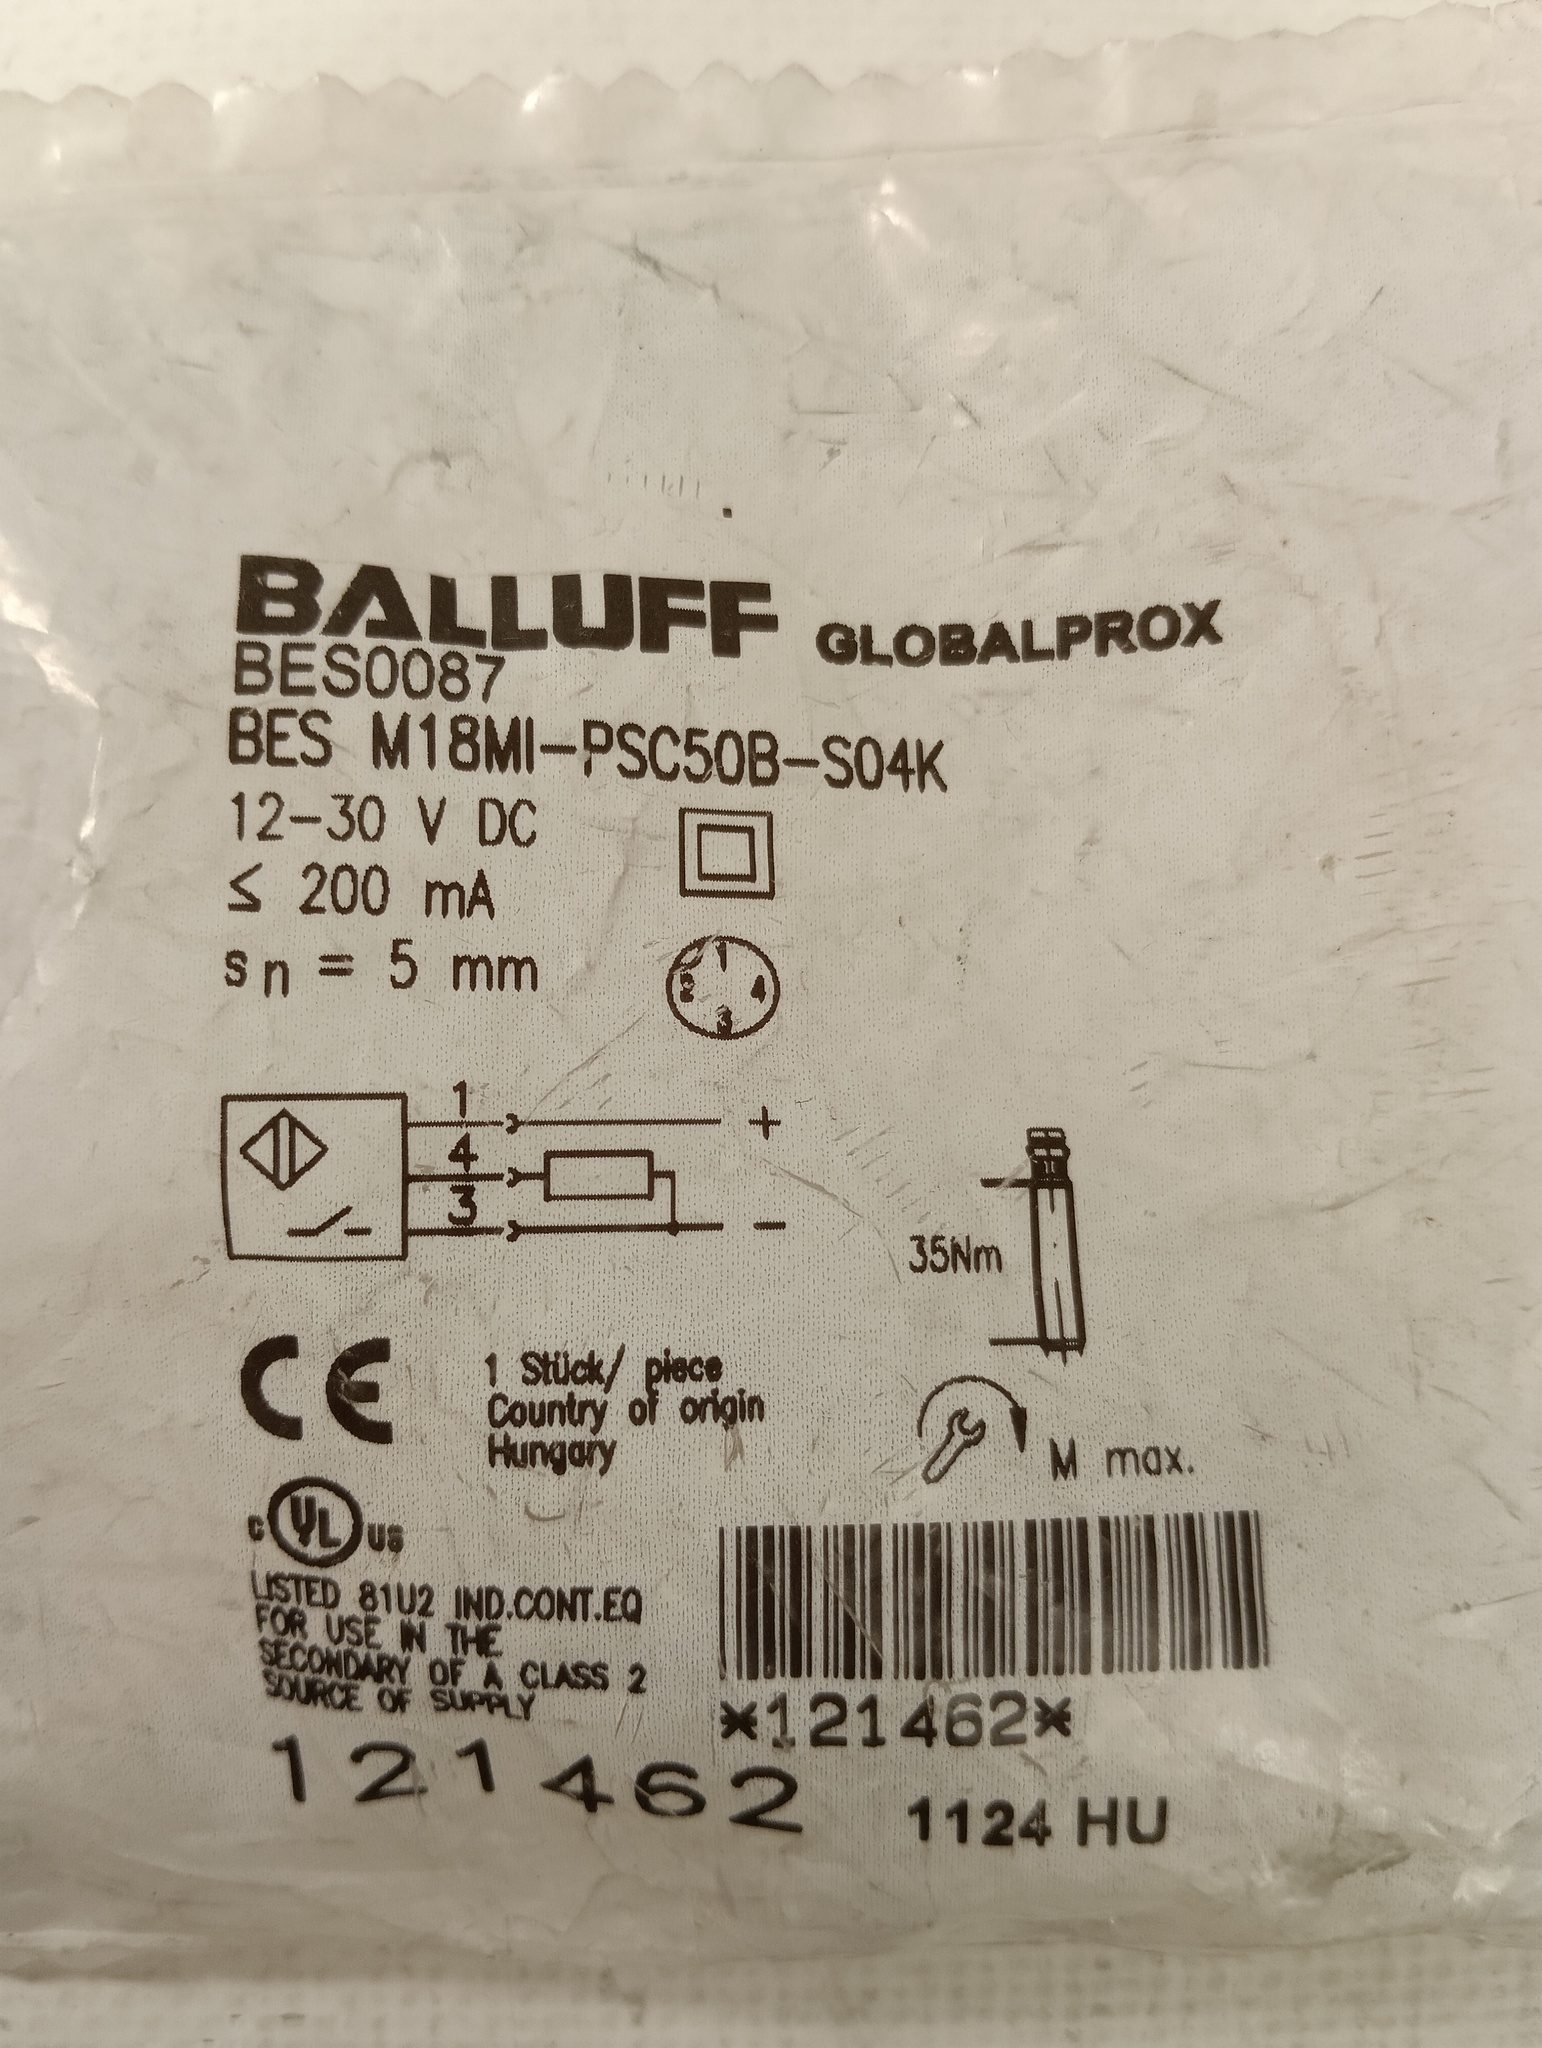 BALLUFF GLOBALPROX
BES0087
BES M18MI-PSC50B-S04K
12-30 V DC
≤ 200 mA
sn = 5 mm
1
2 4
3
1 +
4
3 -
35Nm
CE
1 Stück/ piece
Country of origin
Hungary
M max.
c UL us
LISTED 81U2 IND.CONT.EQ
FOR USE IN THE
SECONDARY OF A CLASS 2
SOURCE OF SUPPLY
*121462*
121462
1124 HU